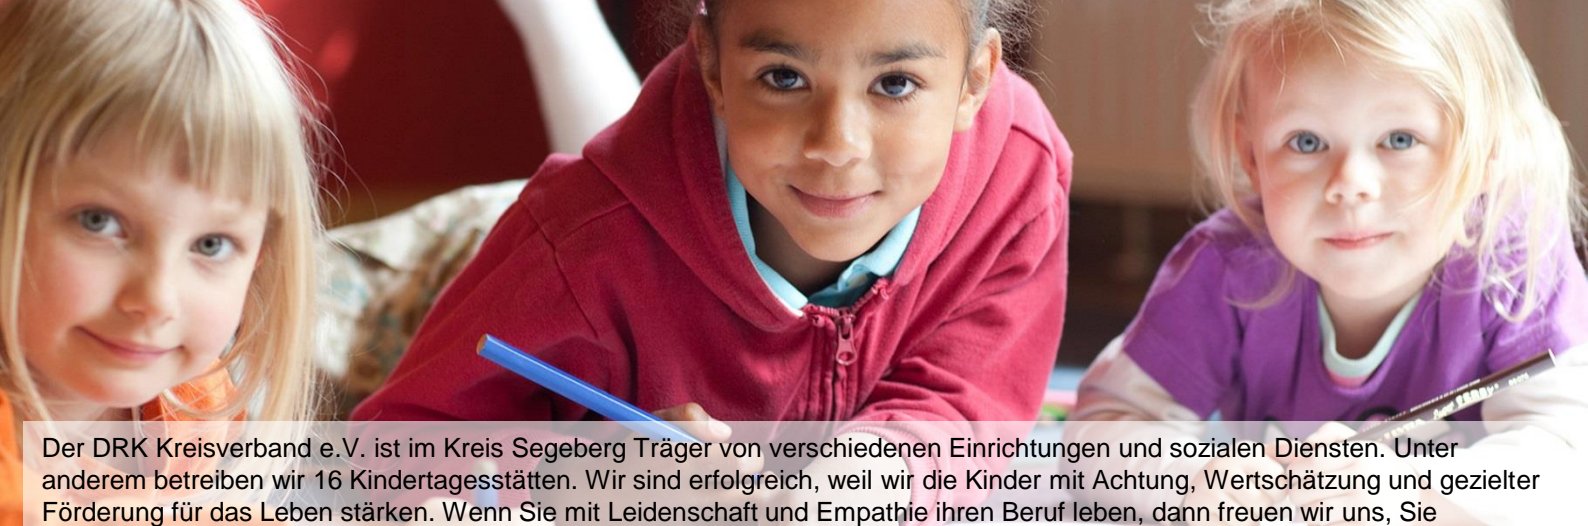 Der DRK Kreisverband e.V. ist im Kreis Segeberg Träger von verschiedenen Einrichtungen und sozialen Diensten. Unter
anderem betreiben wir 16 Kindertagesstätten. Wir sind erfolgreich, weil wir die Kinder mit Achtung, Wertschätzung und gezielter
Förderung für das Leben stärken. Wenn Sie mit Leidenschaft und Empathie ihren Beruf leben, dann freuen wir uns, Sie